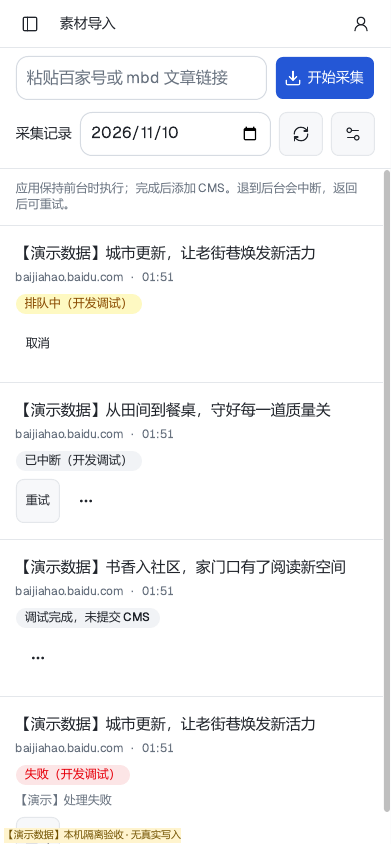 素材导入
粘贴百家号或 mbd 文章链接
开始采集
采集记录
2026/11/10
应用保持前台时执行；完成后添加 CMS。退到后台会中断，返回
后可重试。
【演示数据】城市更新，让老街巷焕发新活力
baijiahao.baidu.com · 01:51
排队中（开发调试）
取消
【演示数据】从田间到餐桌，守好每一道质量关
baijiahao.baidu.com · 01:51
已中断（开发调试）
重试
【演示数据】书香入社区，家门口有了阅读新空间
baijiahao.baidu.com · 01:51
调试完成，未提交 CMS
【演示数据】城市更新，让老街巷焕发新活力
baijiahao.baidu.com · 01:51
失败（开发调试）
【演示】处理失败
【演示数据】本机隔离验收 · 无真实写入